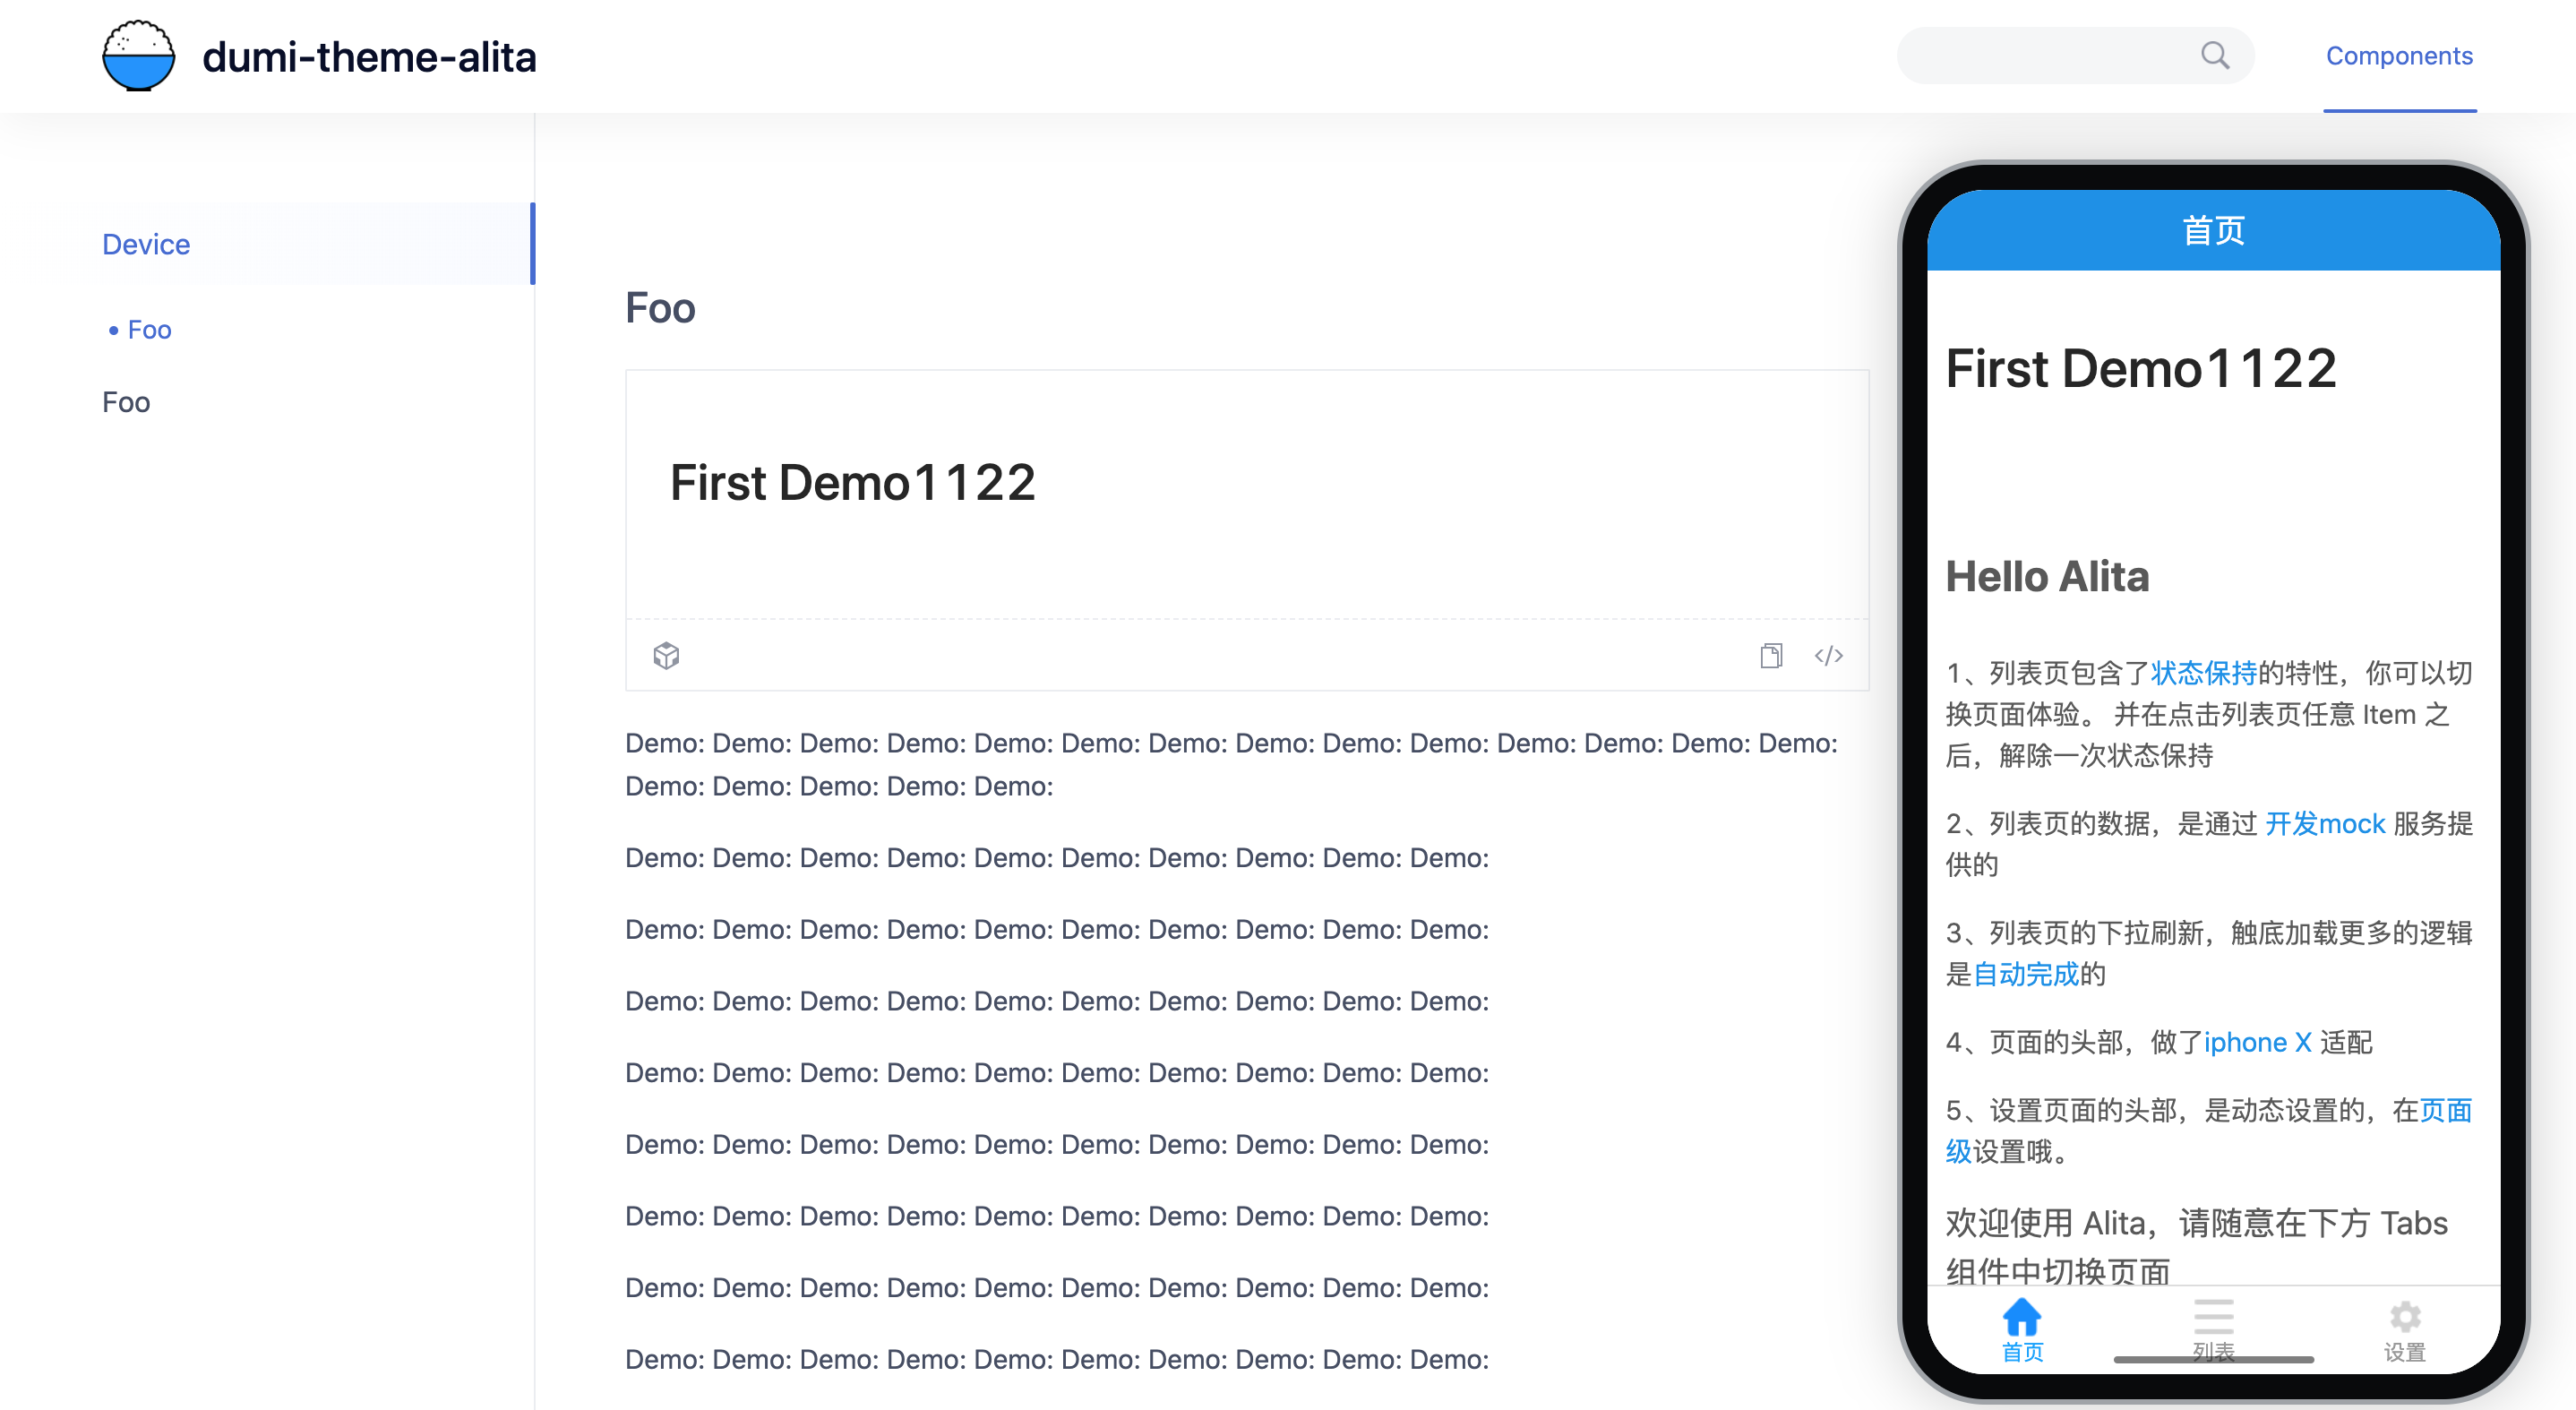 dumi-theme-alita
Components
Device
Foo
Foo
Foo
First Demo1122
Demo: Demo: Demo: Demo: Demo: Demo: Demo: Demo: Demo: Demo: Demo: Demo: Demo: Demo:
Demo: Demo: Demo: Demo: Demo:
Demo: Demo: Demo: Demo: Demo: Demo: Demo: Demo: Demo: Demo:
Demo: Demo: Demo: Demo: Demo: Demo: Demo: Demo: Demo: Demo:
Demo: Demo: Demo: Demo: Demo: Demo: Demo: Demo: Demo: Demo:
Demo: Demo: Demo: Demo: Demo: Demo: Demo: Demo: Demo: Demo:
Demo: Demo: Demo: Demo: Demo: Demo: Demo: Demo: Demo: Demo:
Demo: Demo: Demo: Demo: Demo: Demo: Demo: Demo: Demo: Demo:
Demo: Demo: Demo: Demo: Demo: Demo: Demo: Demo: Demo: Demo:
Demo: Demo: Demo: Demo: Demo: Demo: Demo: Demo: Demo: Demo:
首页
First Demo1122
Hello Alita
1、列表页包含了状态保持的特性，你可以切
换页面体验。 并在点击列表页任意 Item 之
后，解除一次状态保持
2、列表页的数据，是通过 开发mock 服务提
供的
3、列表页的下拉刷新，触底加载更多的逻辑
是自动完成的
4、页面的头部，做了iphone X 适配
5、设置页面的头部，是动态设置的，在页面
级设置哦。
欢迎使用 Alita，请随意在下方 Tabs
组件中切换页面
首页
列表
设置